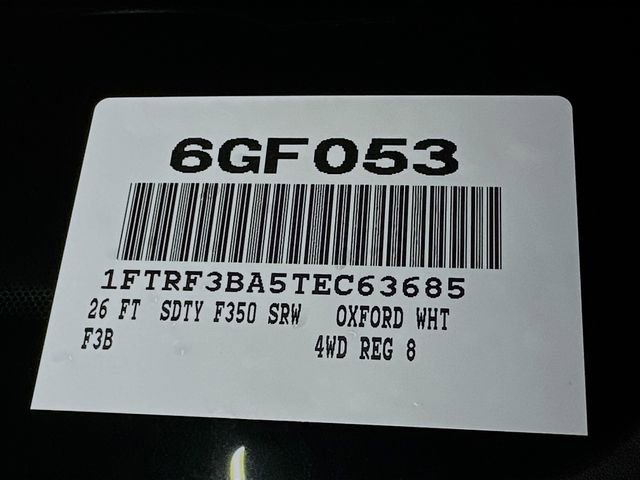 6GF053
1FTRF3BA5TEC63685
26 FT SDTY F350 SRW OXFORD WHT
F3B 4WD REG 8